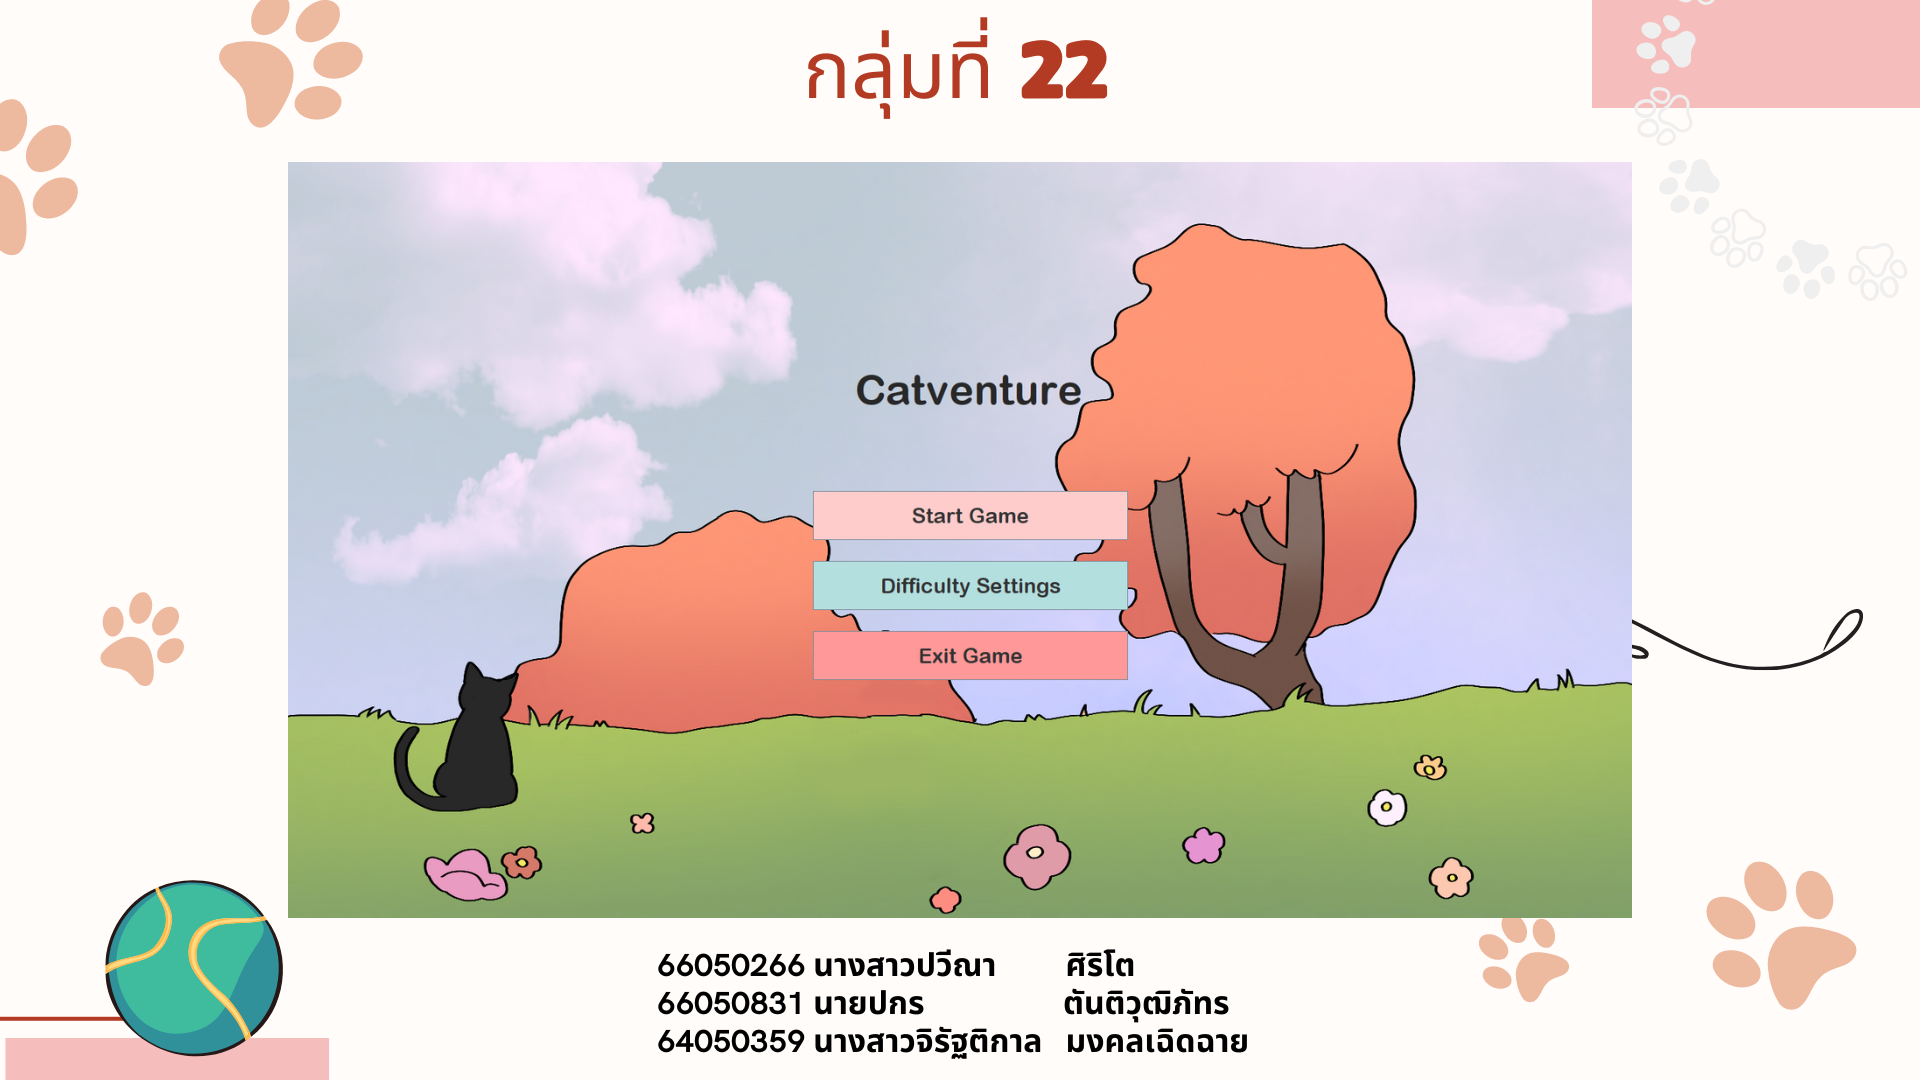 กลุ่มที่ 22
Catventure
Start Game
Difficulty Settings
Exit Game
66050266 นางสาวปวีณา ศิริโต
66050831 นายปกร ตันติวุฒิภัทร
64050359 นางสาวจิรัฐติกาล มงคลเฉิดฉาย